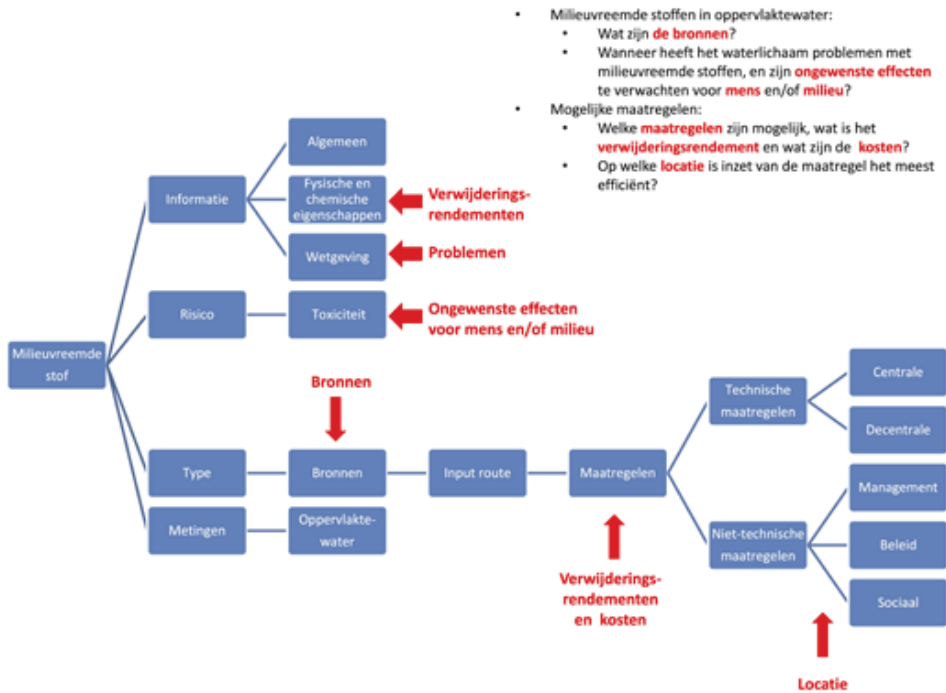 • Milieuvreemde stoffen in oppervlaktewater:
• Wat zijn de bronnen?
• Wanneer heeft het waterlichaam problemen met
milieuvreemde stoffen, en zijn ongewenste effecten
te verwachten voor mens en/of milieu?
• Mogelijke maatregelen:
• Welke maatregelen zijn mogelijk, wat is het
verwijderingsrendement en wat zijn de kosten?
• Op welke locatie is inzet van de maatregel het meest
efficiënt?
Algemeen
Informatie
Fysische en
chemische
eigenschappen
Verwijderings-
rendementen
Wetgeving
Problemen
Risico
Toxiciteit
Ongewenste effecten
voor mens en/of milieu
Milieuvreemde
stof
Bronnen
Type
Bronnen
Input route
Maatregelen
Technische
maatregelen
Centrale
Decentrale
Metingen
Oppervlakte-
water
Niet-technische
maatregelen
Management
Beleid
Sociaal
Verwijderings-
rendementen
en kosten
Locatie